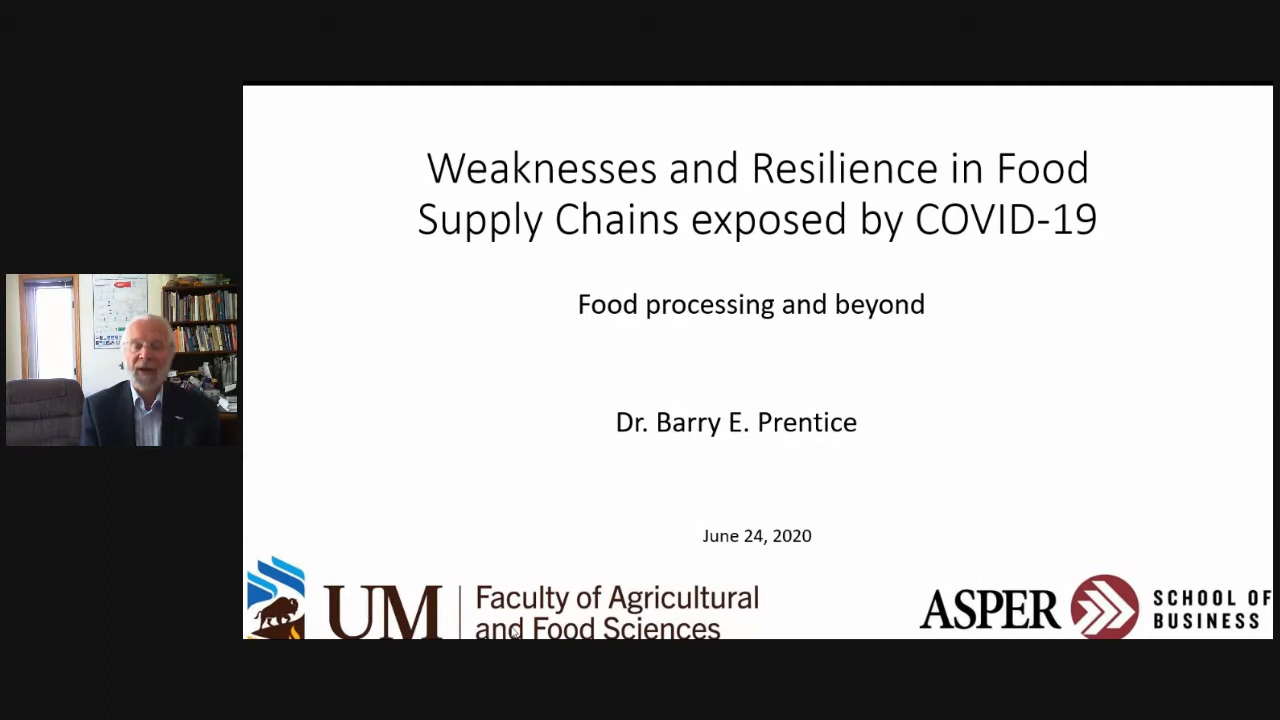 Weaknesses and Resilience in Food
Supply Chains exposed by COVID-19
Food processing and beyond
Dr. Barry E. Prentice
June 24, 2020
UM
Faculty of Agricultural
and Food Sciences
ASPER
SCHOOL OF
BUSINESS